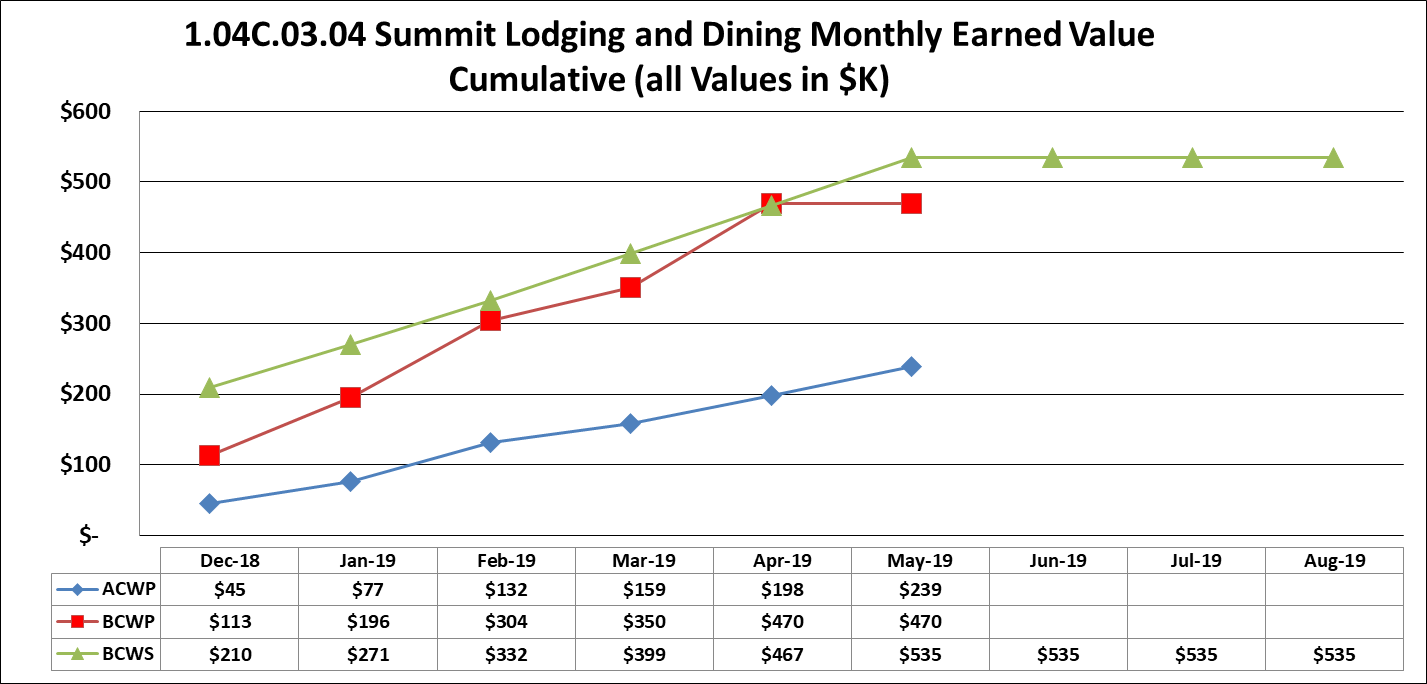 1.04C.03.04 Summit Lodging and Dining Monthly Earned Value
Cumulative (all Values in $K)
$600
$500
$400
$300
$200
$100
$-
Dec-18 Jan-19 Feb-19 Mar-19 Apr-19 May-19 Jun-19 Jul-19 Aug-19
ACWP $45 $77 $132 $159 $198 $239
BCWP $113 $196 $304 $350 $470 $470
BCWS $210 $271 $332 $399 $467 $535 $535 $535 $535